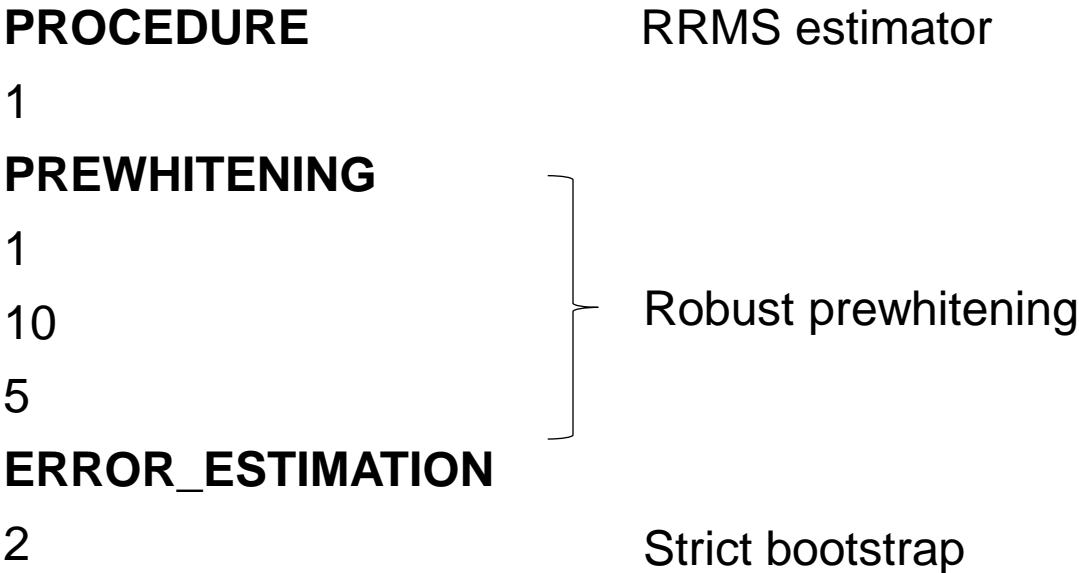 PROCEDURE RRMS estimator
1
PREWHITENING
1
10 Robust prewhitening
5
ERROR_ESTIMATION
2 Strict bootstrap